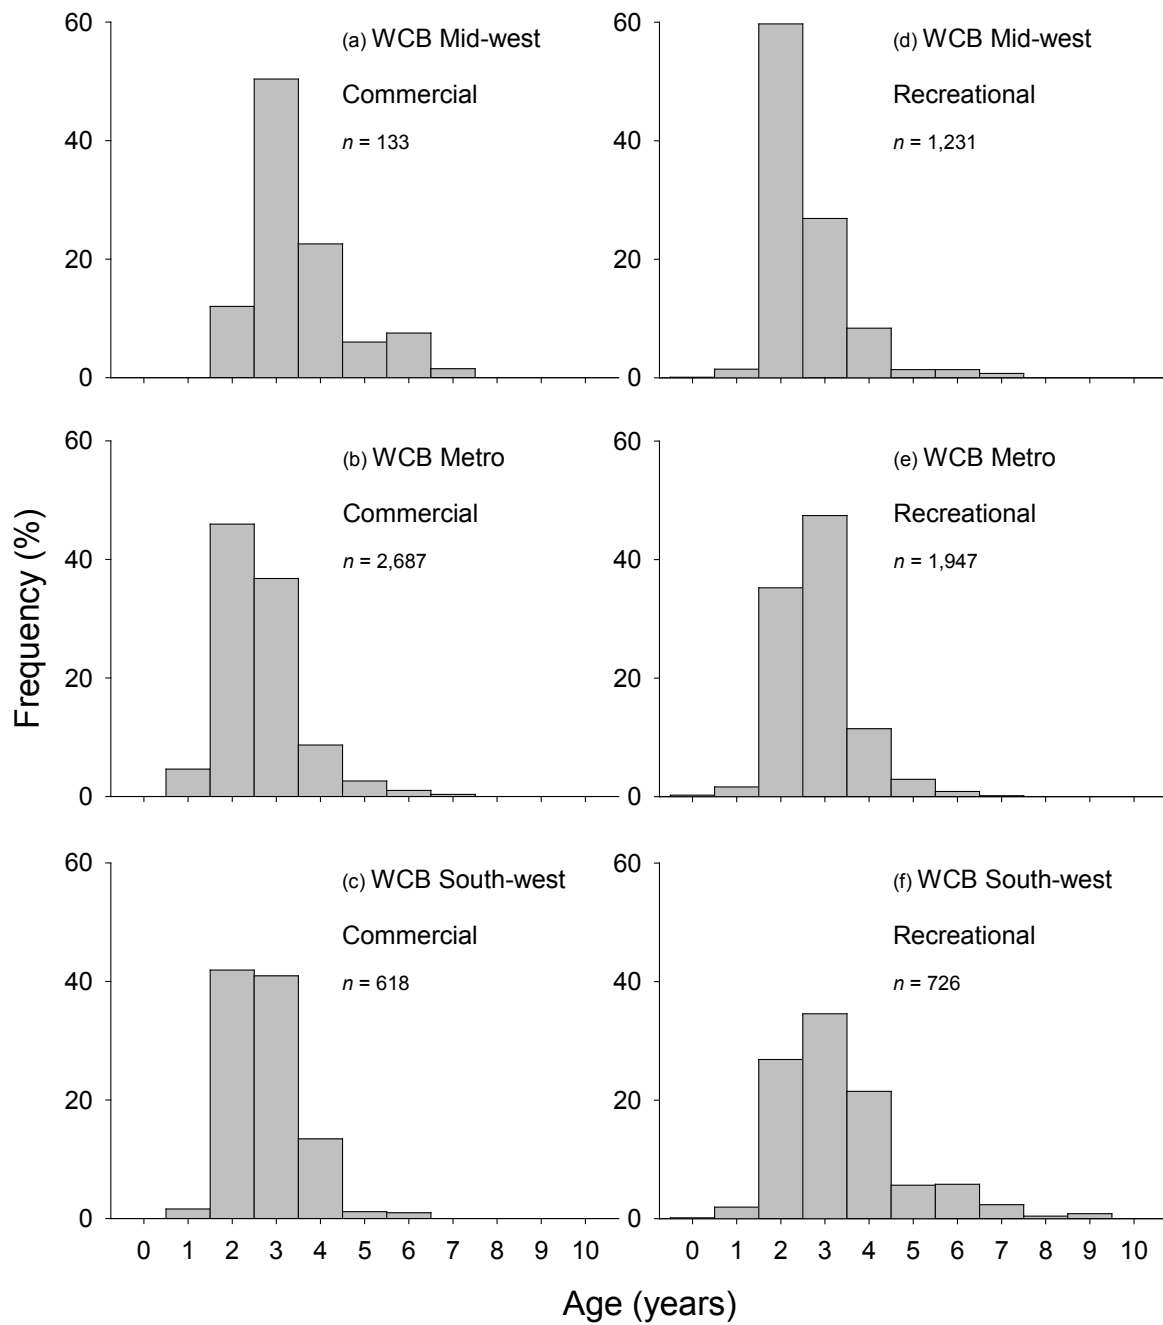 60
40
20
0
(a) WCB Mid-west
Commercial
n = 133
60
40
20
0
(d) WCB Mid-west
Recreational
n = 1,231
Frequency (%)
60
40
20
0
(b) WCB Metro
Commercial
n = 2,687
60
40
20
0
(e) WCB Metro
Recreational
n = 1,947
60
40
20
0
(c) WCB South-west
Commercial
n = 618
0 1 2 3 4 5 6 7 8 9 10
60
40
20
0
(f) WCB South-west
Recreational
n = 726
0 1 2 3 4 5 6 7 8 9 10
Age (years)